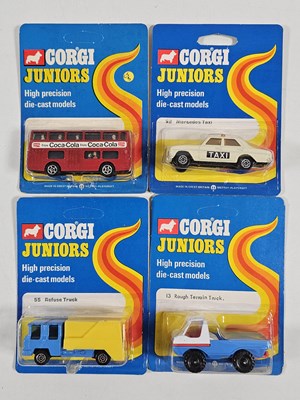 CORGI
JUNIORS
High precision
die-cast models
Coca-Cola Coca-Cola
CORGI
JUNIORS
High precision
die-cast models
Mercedes Taxi
TAXI
CORGI
JUNIORS
High precision
die-cast models
55 Refuse Truck
CORGI
JUNIORS
High precision
die-cast models
13 Rough Terrain Truck.